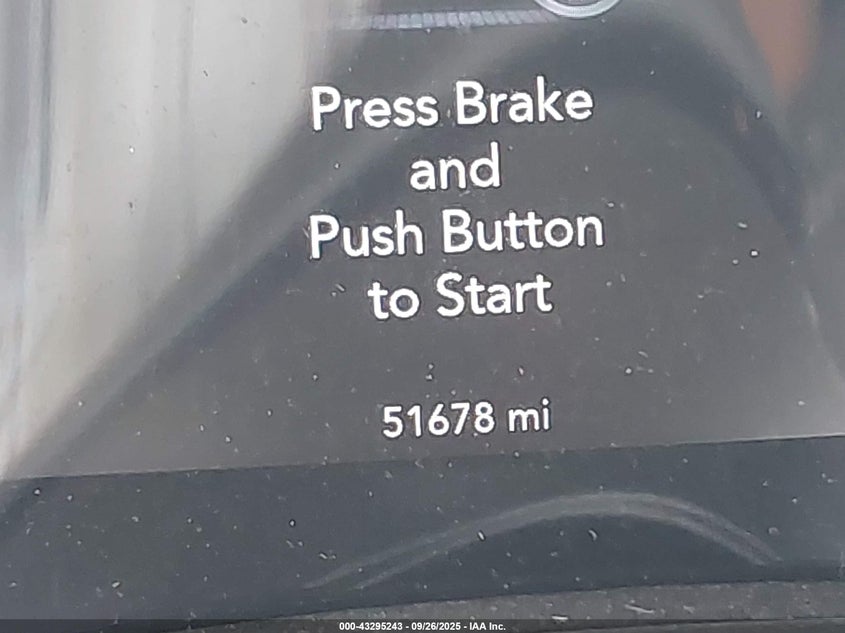 Press Brake
and
Push Button
to Start
51678 mi
000-43295243 - 09/26/2025 - IAA Inc.